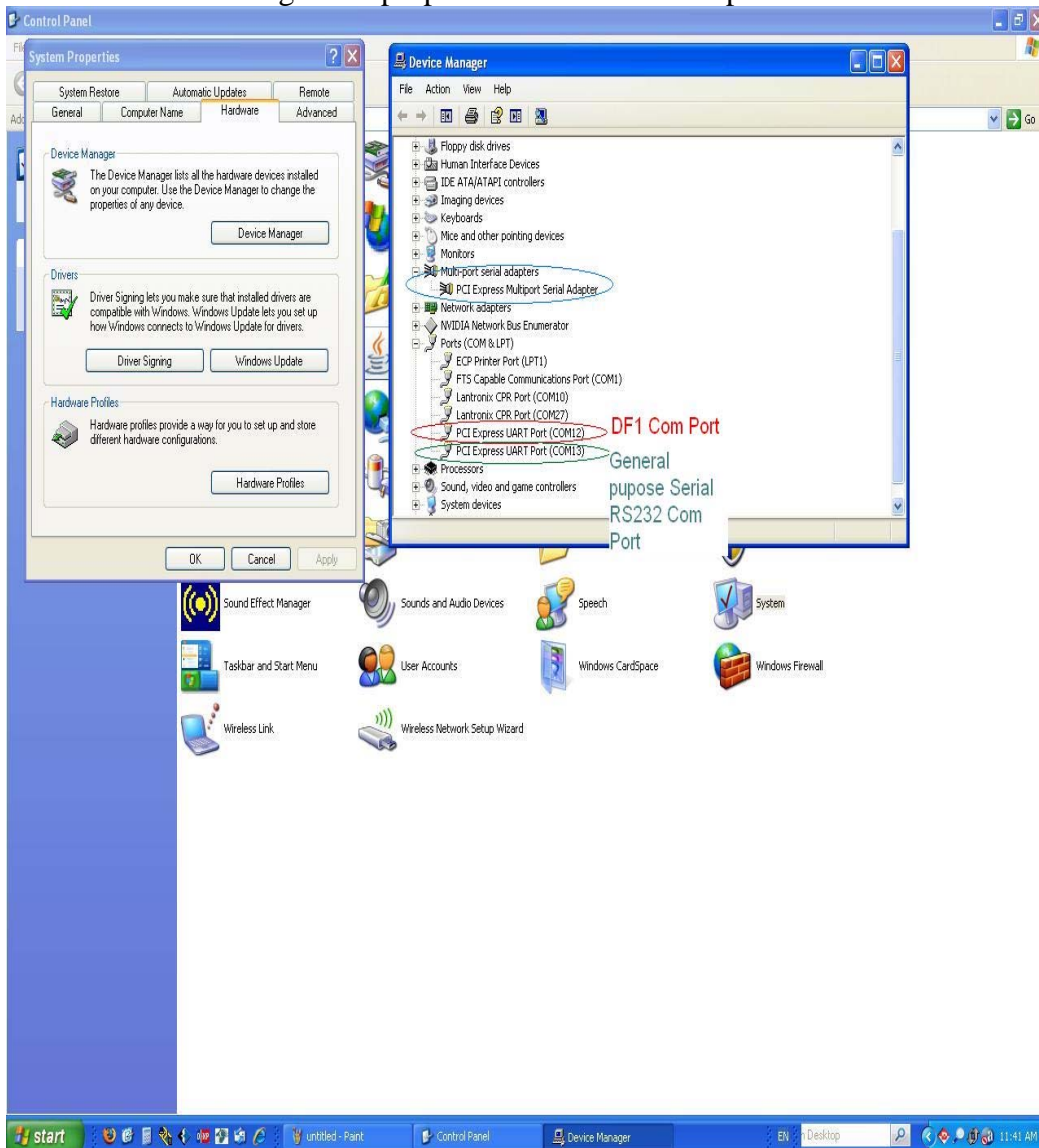 Control Panel
System Properties
System Restore
Automatic Updates
Remote
General
Computer Name
Hardware
Advanced
Device Manager
The Device Manager lists all the hardware devices installed
on your computer. Use the Device Manager to change the
properties of any device.
Device Manager
Drivers
Driver Signing lets you make sure that installed drivers are
compatible with Windows. Windows Update lets you set up
how Windows connects to Windows Update for drivers.
Driver Signing
Windows Update
Hardware Profiles
Hardware profiles provide a way for you to set up and store
different hardware configurations.
Hardware Profiles
OK
Cancel
Apply
Device Manager
File Action View Help
Go
Floppy disk drives
Human Interface Devices
IDE ATA/ATAPI controllers
Imaging devices
Keyboards
Mice and other pointing devices
Monitors
Multi-port serial adapters
PCI Express Multiport Serial Adapter
Network adapters
NVIDIA Network Bus Enumerator
Ports (COM & LPT)
ECP Printer Port (LPT1)
FTS Capable Communications Port (COM1)
Lantronix CPR Port (COM10)
Lantronix CPR Port (COM27)
PCI Express UART Port (COM12)
PCI Express UART Port (COM13)
Processors
Sound, video and game controllers
System devices
DF1 Com Port
General
pupose Serial
RS232 Com
Port
Sound Effect Manager
Sounds and Audio Devices
Speech
System
Taskbar and Start Menu
User Accounts
Windows CardSpace
Windows Firewall
Wireless Link
Wireless Network Setup Wizard
start
untitled - Paint
Control Panel
Device Manager
EN
Desktop
11:41 AM